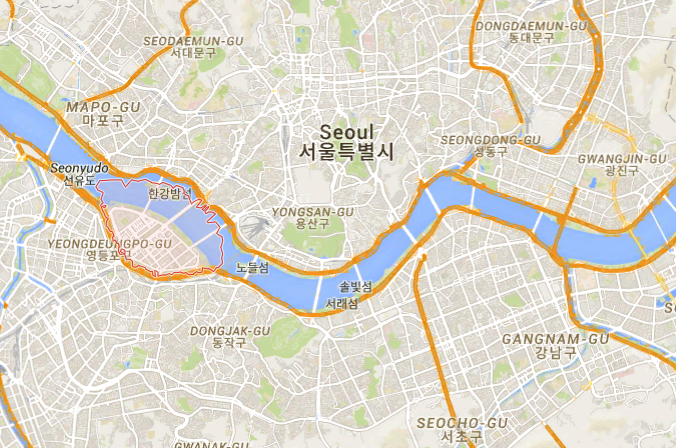 SEODAEMUN-GU
서대문구
DONGDAEMUN-GU
동대문구
MAPO-GU
마포구
Seoul
서울특별시
SEONGDONG-GU
성동구
GWANGJIN-GU
광진구
Seonyudo
선유도
한강밤섬
YONGSAN-GU
용산구
YEONGDEUNGPO-GU
영등포구
노들섬
솔빛섬
서래섬
DONGJAK-GU
동작구
GANGNAM-GU
강남구
SEOCHO-GU
서초구
GWANAK-GU